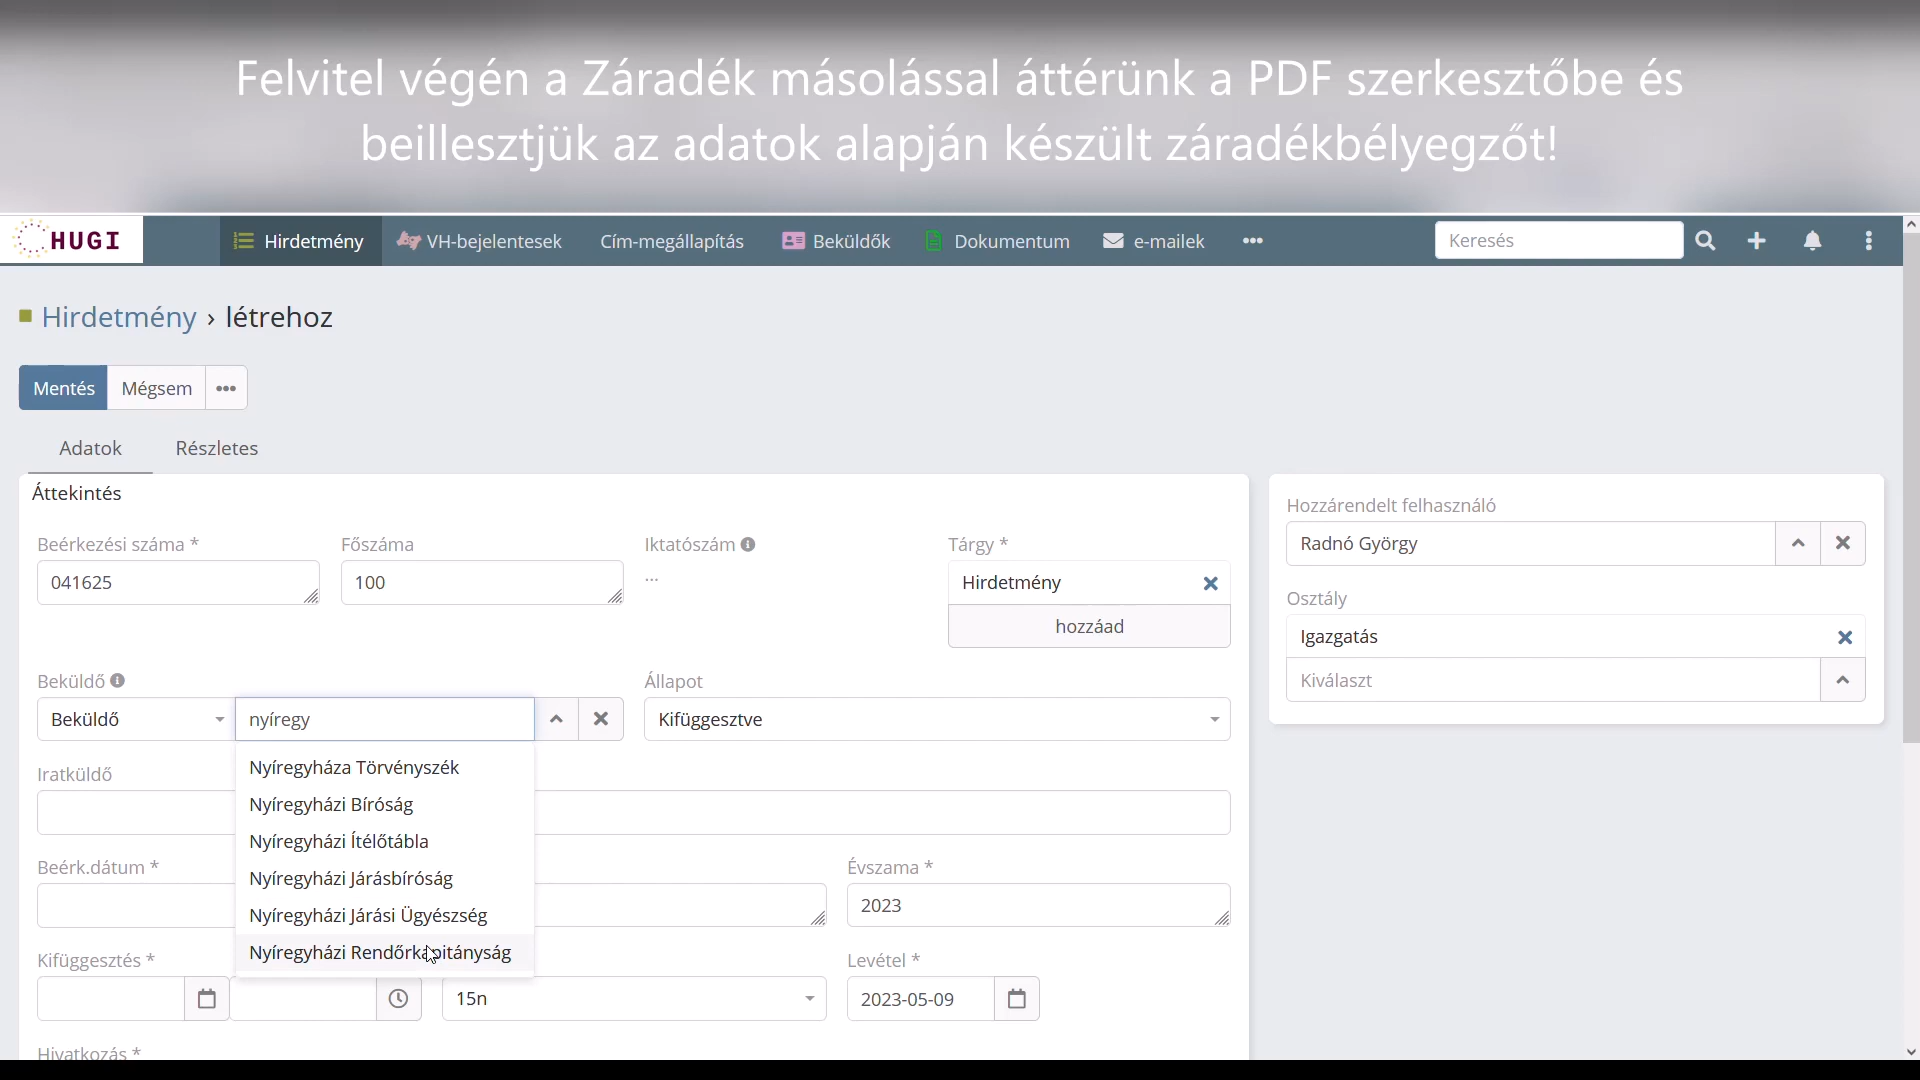 Felvitel végén a Záradék másolással áttérünk a PDF szerkesztőbe és
beillesztjük az adatok alapján készült záradékbélyegzőt!
HUGI
Hirdetmény
VH-bejelentesek
Cím-megállapítás
Beküldők
Dokumentum
e-mailek
Keresés
Hirdetmény › létrehoz
Mentés
Mégsem
Adatok
Részletes
Áttekintés
Beérkezési száma *
Főszáma
Iktatószám
Tárgy *
041625
100
...
Hirdetmény
hozzáad
Beküldő
Állapot
Beküldő
nyíregy
Kifüggesztve
Nyíregyháza Törvényszék
Nyíregyházi Bíróság
Nyíregyházi Ítélőtábla
Nyíregyházi Járásbíróság
Nyíregyházi Járási Ügyészség
Nyíregyházi Rendőrkapitányság
Iratküldő
Beérk.dátum *
Évszama *
2023
Kifüggesztés *
Levétel *
15n
2023-05-09
Hivatkozás *
Hozzárendelt felhasználó
Radnó György
Osztály
Igazgatás
Kiválaszt